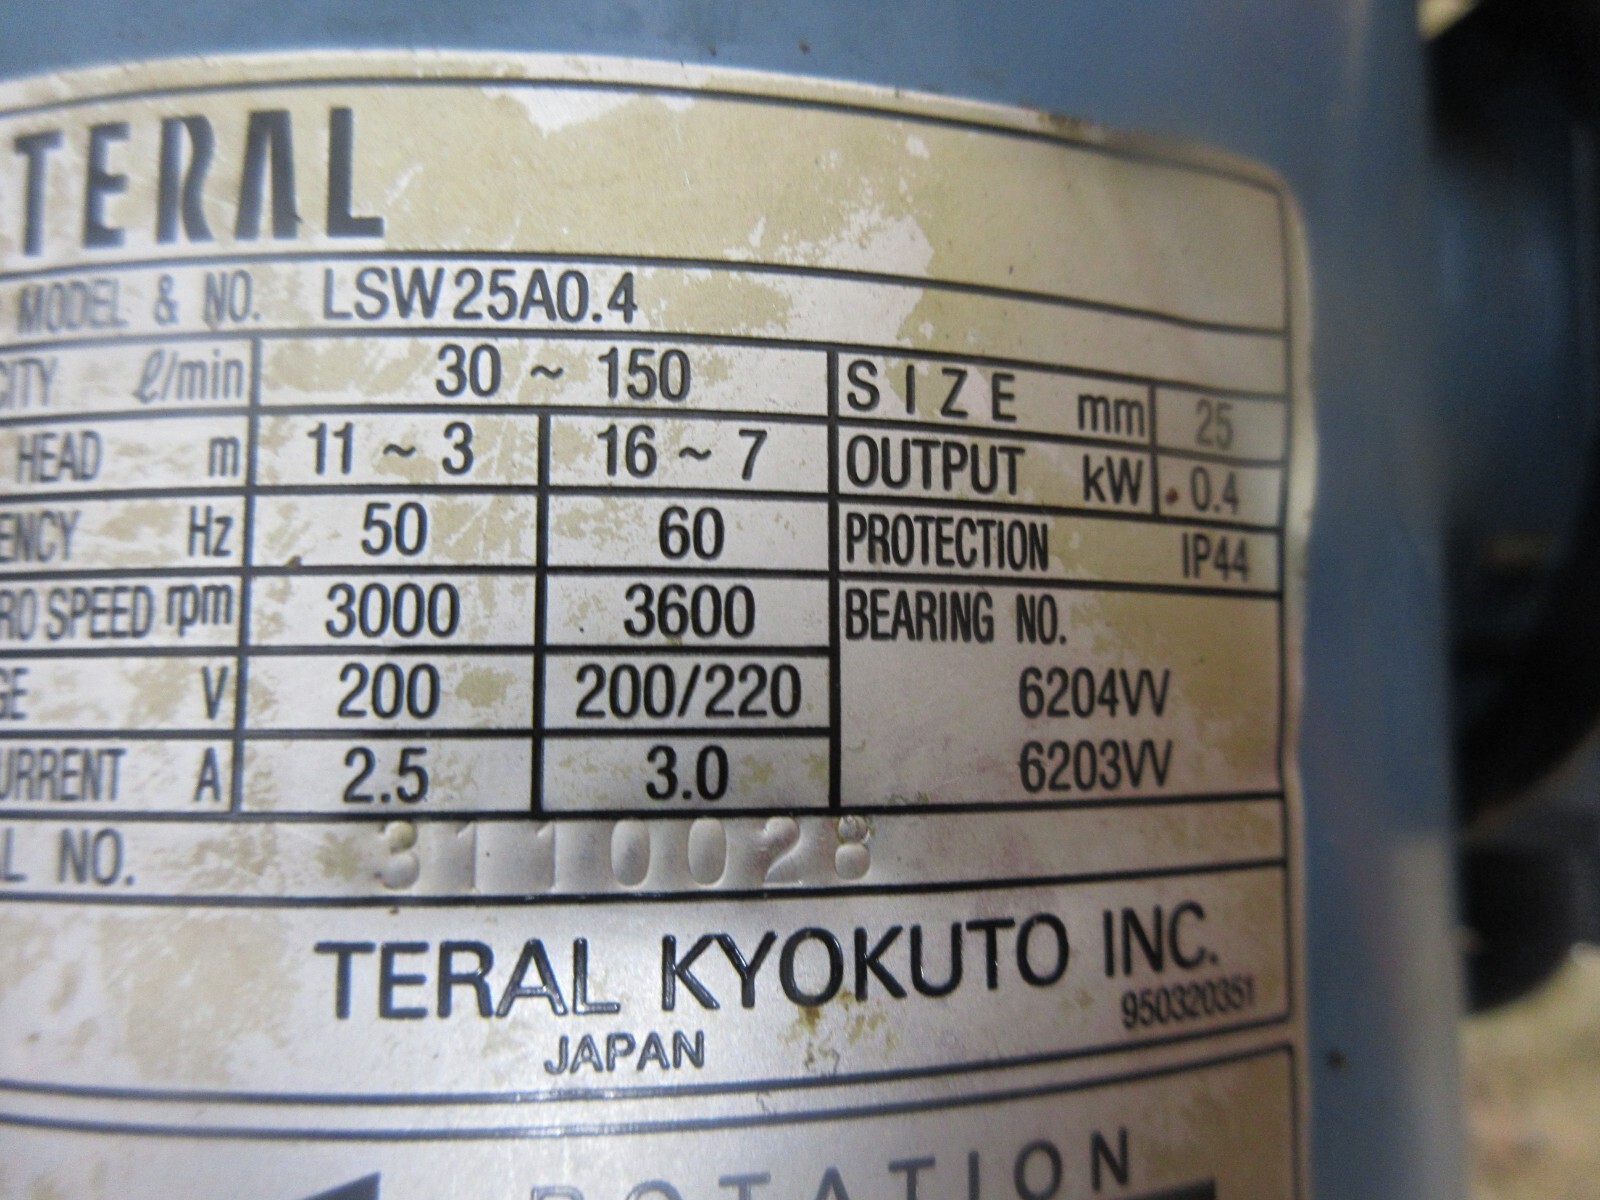 TERAL
MODEL & NO. LSW25A0.4
CITY ℓ/min 30 ~ 150 SIZE mm 25
HEAD m 11 ~ 3 16 ~ 7 OUTPUT kW 0.4
ENCY Hz 50 60 PROTECTION IP44
RO SPEED rpm 3000 3600 BEARING NO.
GE V 200 200/220 6204VV
URRENT A 2.5 3.0 6203VV
L NO. 3110028
TERAL KYOKUTO INC.
JAPAN 950320351
ROTATION